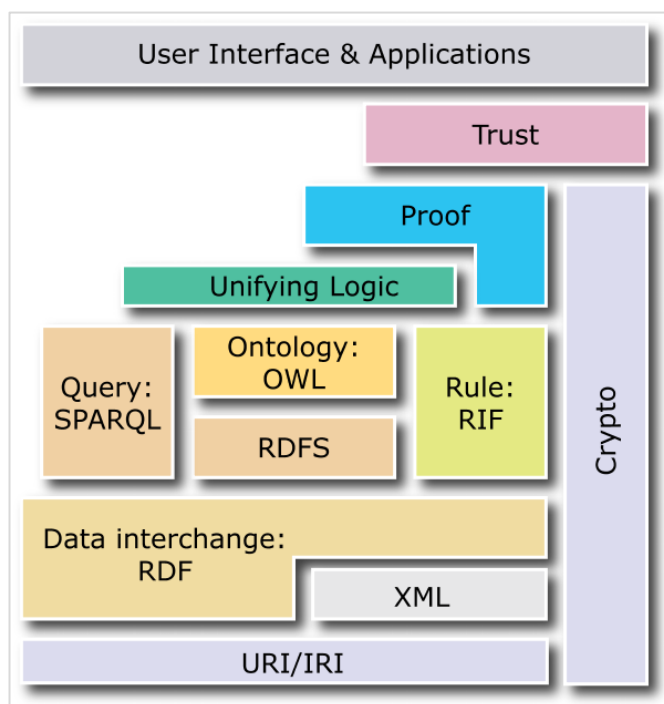 User Interface & Applications
Trust
Proof
Unifying Logic
Query:
SPARQL
Ontology:
OWL
RDFS
Rule:
RIF
Crypto
Data interchange:
RDF
XML
URI/IRI